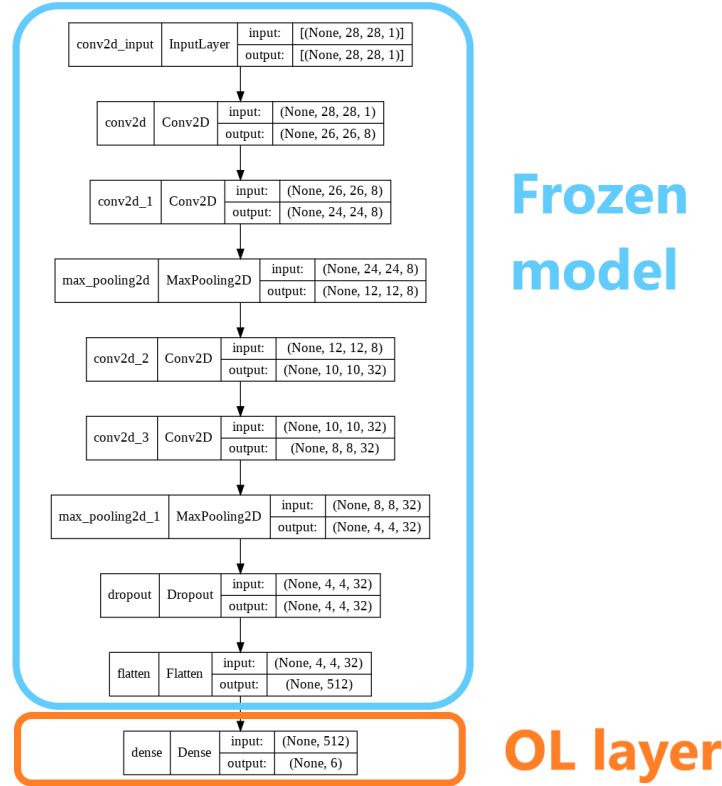 conv2d_input InputLayer input: [(None, 28, 28, 1)]
output: [(None, 28, 28, 1)]
conv2d Conv2D input: (None, 28, 28, 1)
output: (None, 26, 26, 8)
conv2d_1 Conv2D input: (None, 26, 26, 8)
output: (None, 24, 24, 8)
max_pooling2d MaxPooling2D input: (None, 24, 24, 8)
output: (None, 12, 12, 8)
conv2d_2 Conv2D input: (None, 12, 12, 8)
output: (None, 10, 10, 32)
conv2d_3 Conv2D input: (None, 10, 10, 32)
output: (None, 8, 8, 32)
max_pooling2d_1 MaxPooling2D input: (None, 8, 8, 32)
output: (None, 4, 4, 32)
dropout Dropout input: (None, 4, 4, 32)
output: (None, 4, 4, 32)
flatten Flatten input: (None, 4, 4, 32)
output: (None, 512)
Frozen
model
dense Dense input: (None, 512)
output: (None, 6)
OL layer